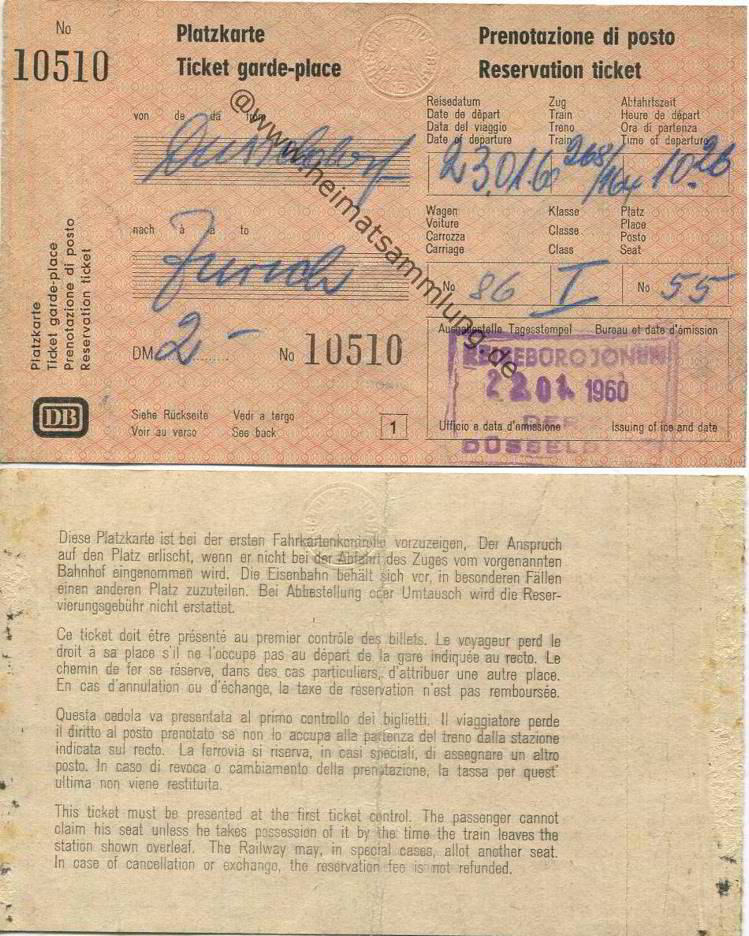 No
10510
Platzkarte
Ticket garde-place
Prenotazione di posto
Reservation ticket
von de da from
Düsseldorf
nach à a to
Zürich
DM 2,- No 10510
Reisedatum Zug Abfahrtszeit
Date de départ Train Heure de départ
Data del viaggio Treno Ora di partenza
Date of departure Train Time of departure
23.01.60 268/164 10.26
Wagen Klasse Platz
Voiture Classe Place
Carrozza Posto
Carriage Class Seat
No 86 I No 55
Ausgabestelle Tagesstempel Bureau et date d'émission
REISEBÜRO
22.01.1960
DER
Ufficio e data d'emissione Issuing of ice and date
DÜSSELD
Platzkarte
Ticket garde-place
Prenotazione di posto
Reservation ticket
DB
Siehe Rückseite Vedi a tergo
Voir au verso See back
1
@www.heimatsammlung.de
Diese Platzkarte ist bei der ersten Fahrkartenkontrolle vorzuzeigen. Der Anspruch
auf den Platz erlischt, wenn er nicht bei der Abfahrt des Zuges vom vorgenannten
Bahnhof eingenommen wird. Die Eisenbahn behält sich vor, in besonderen Fällen
einen anderen Platz zuzuteilen. Bei Abbestellung oder Umtausch wird die Reser-
vierungsgebühr nicht erstattet.
Ce ticket doit être présenté au premier contrôle des billets. Le voyageur perd le
droit à sa place s'il ne l'occupe pas au départ de la gare indiquée au recto. Le
chemin de fer se réserve, dans des cas particuliers, d'attribuer une autre place.
En cas d'annulation ou d'échange, la taxe de reservation n'est pas remboursée.
Questa cedola va presentata al primo controllo dei biglietti. Il viaggiatore perde
il diritto al posto prenotato se non lo accupa alla partenza del treno dalla stazione
indicata sul recto. La ferrovia si riserva, in casi speciali, di assegnare un altro
posto. In caso di revoca o cambiamento della prenotazione, la tassa per quest'
ultima non viene restituita.
This ticket must be presented at the first ticket control. The passenger cannot
claim his seat unless he takes possession of it by the time the train leaves the
station shown overleaf. The Railway may, in special cases, allot another seat.
In case of cancellation or exchange, the reservation fee is not refunded.